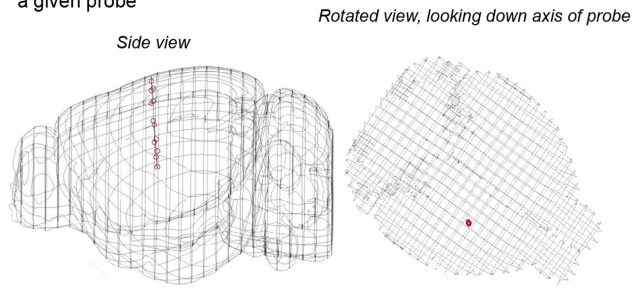 a given probe
Rotated view, looking down axis of probe
Side view